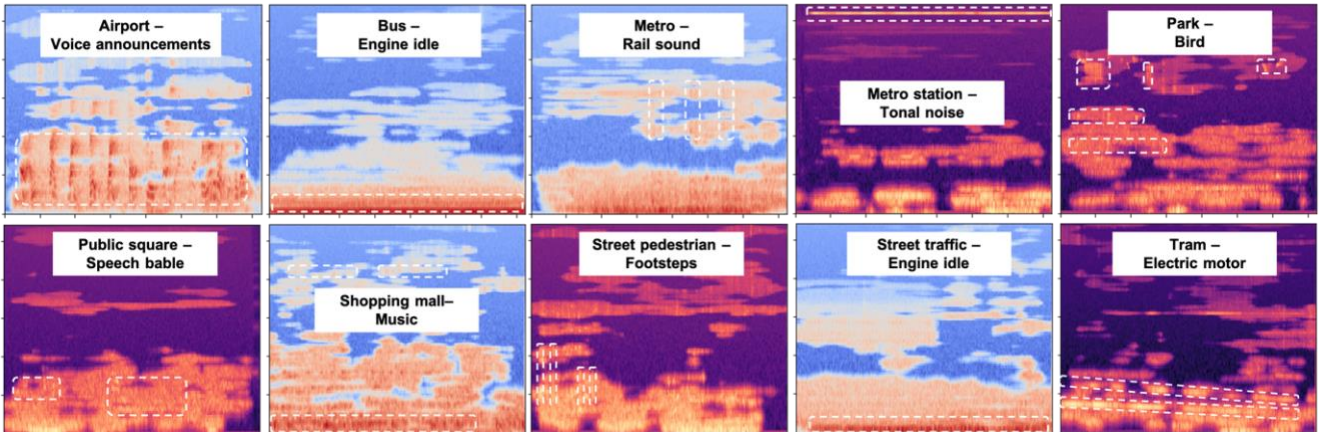 Airport –
Voice announcements
Bus –
Engine idle
Metro –
Rail sound
Metro station –
Tonal noise
Park –
Bird
Public square –
Speech bable
Shopping mall–
Music
Street pedestrian –
Footsteps
Street traffic –
Engine idle
Tram –
Electric motor